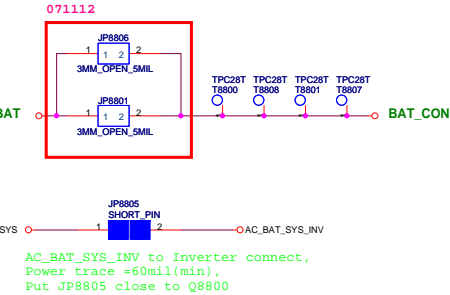 071112
JP8806
1 1 2 2
3MM_OPEN_5MIL
JP8801
1 1 2 2
3MM_OPEN_5MIL
TPC28T TPC28T TPC28T TPC28T
T8800 T8808 T8801 T8807
BAT
BAT_CON
JP8805
SHORT_PIN
SYS 1 2 AC_BAT_SYS_INV
AC_BAT_SYS_INV to Inverter connect,
Power trace =60mil(min),
Put JP8805 close to Q8800